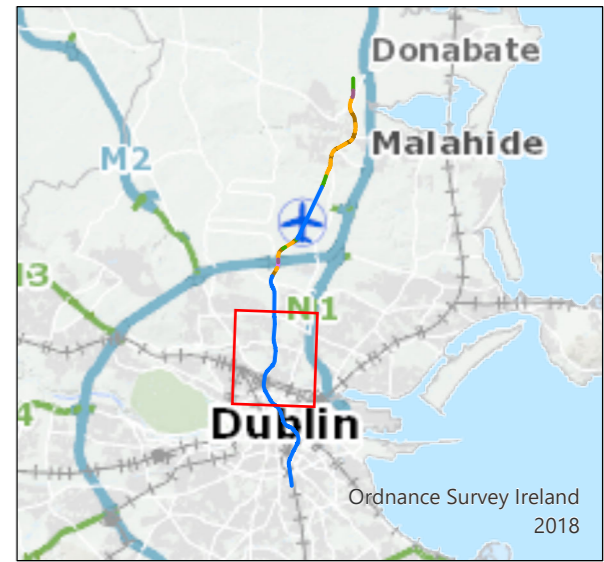 Donabate
M2
Malahide
N1
Dublin
Ordnance Survey Ireland
2018